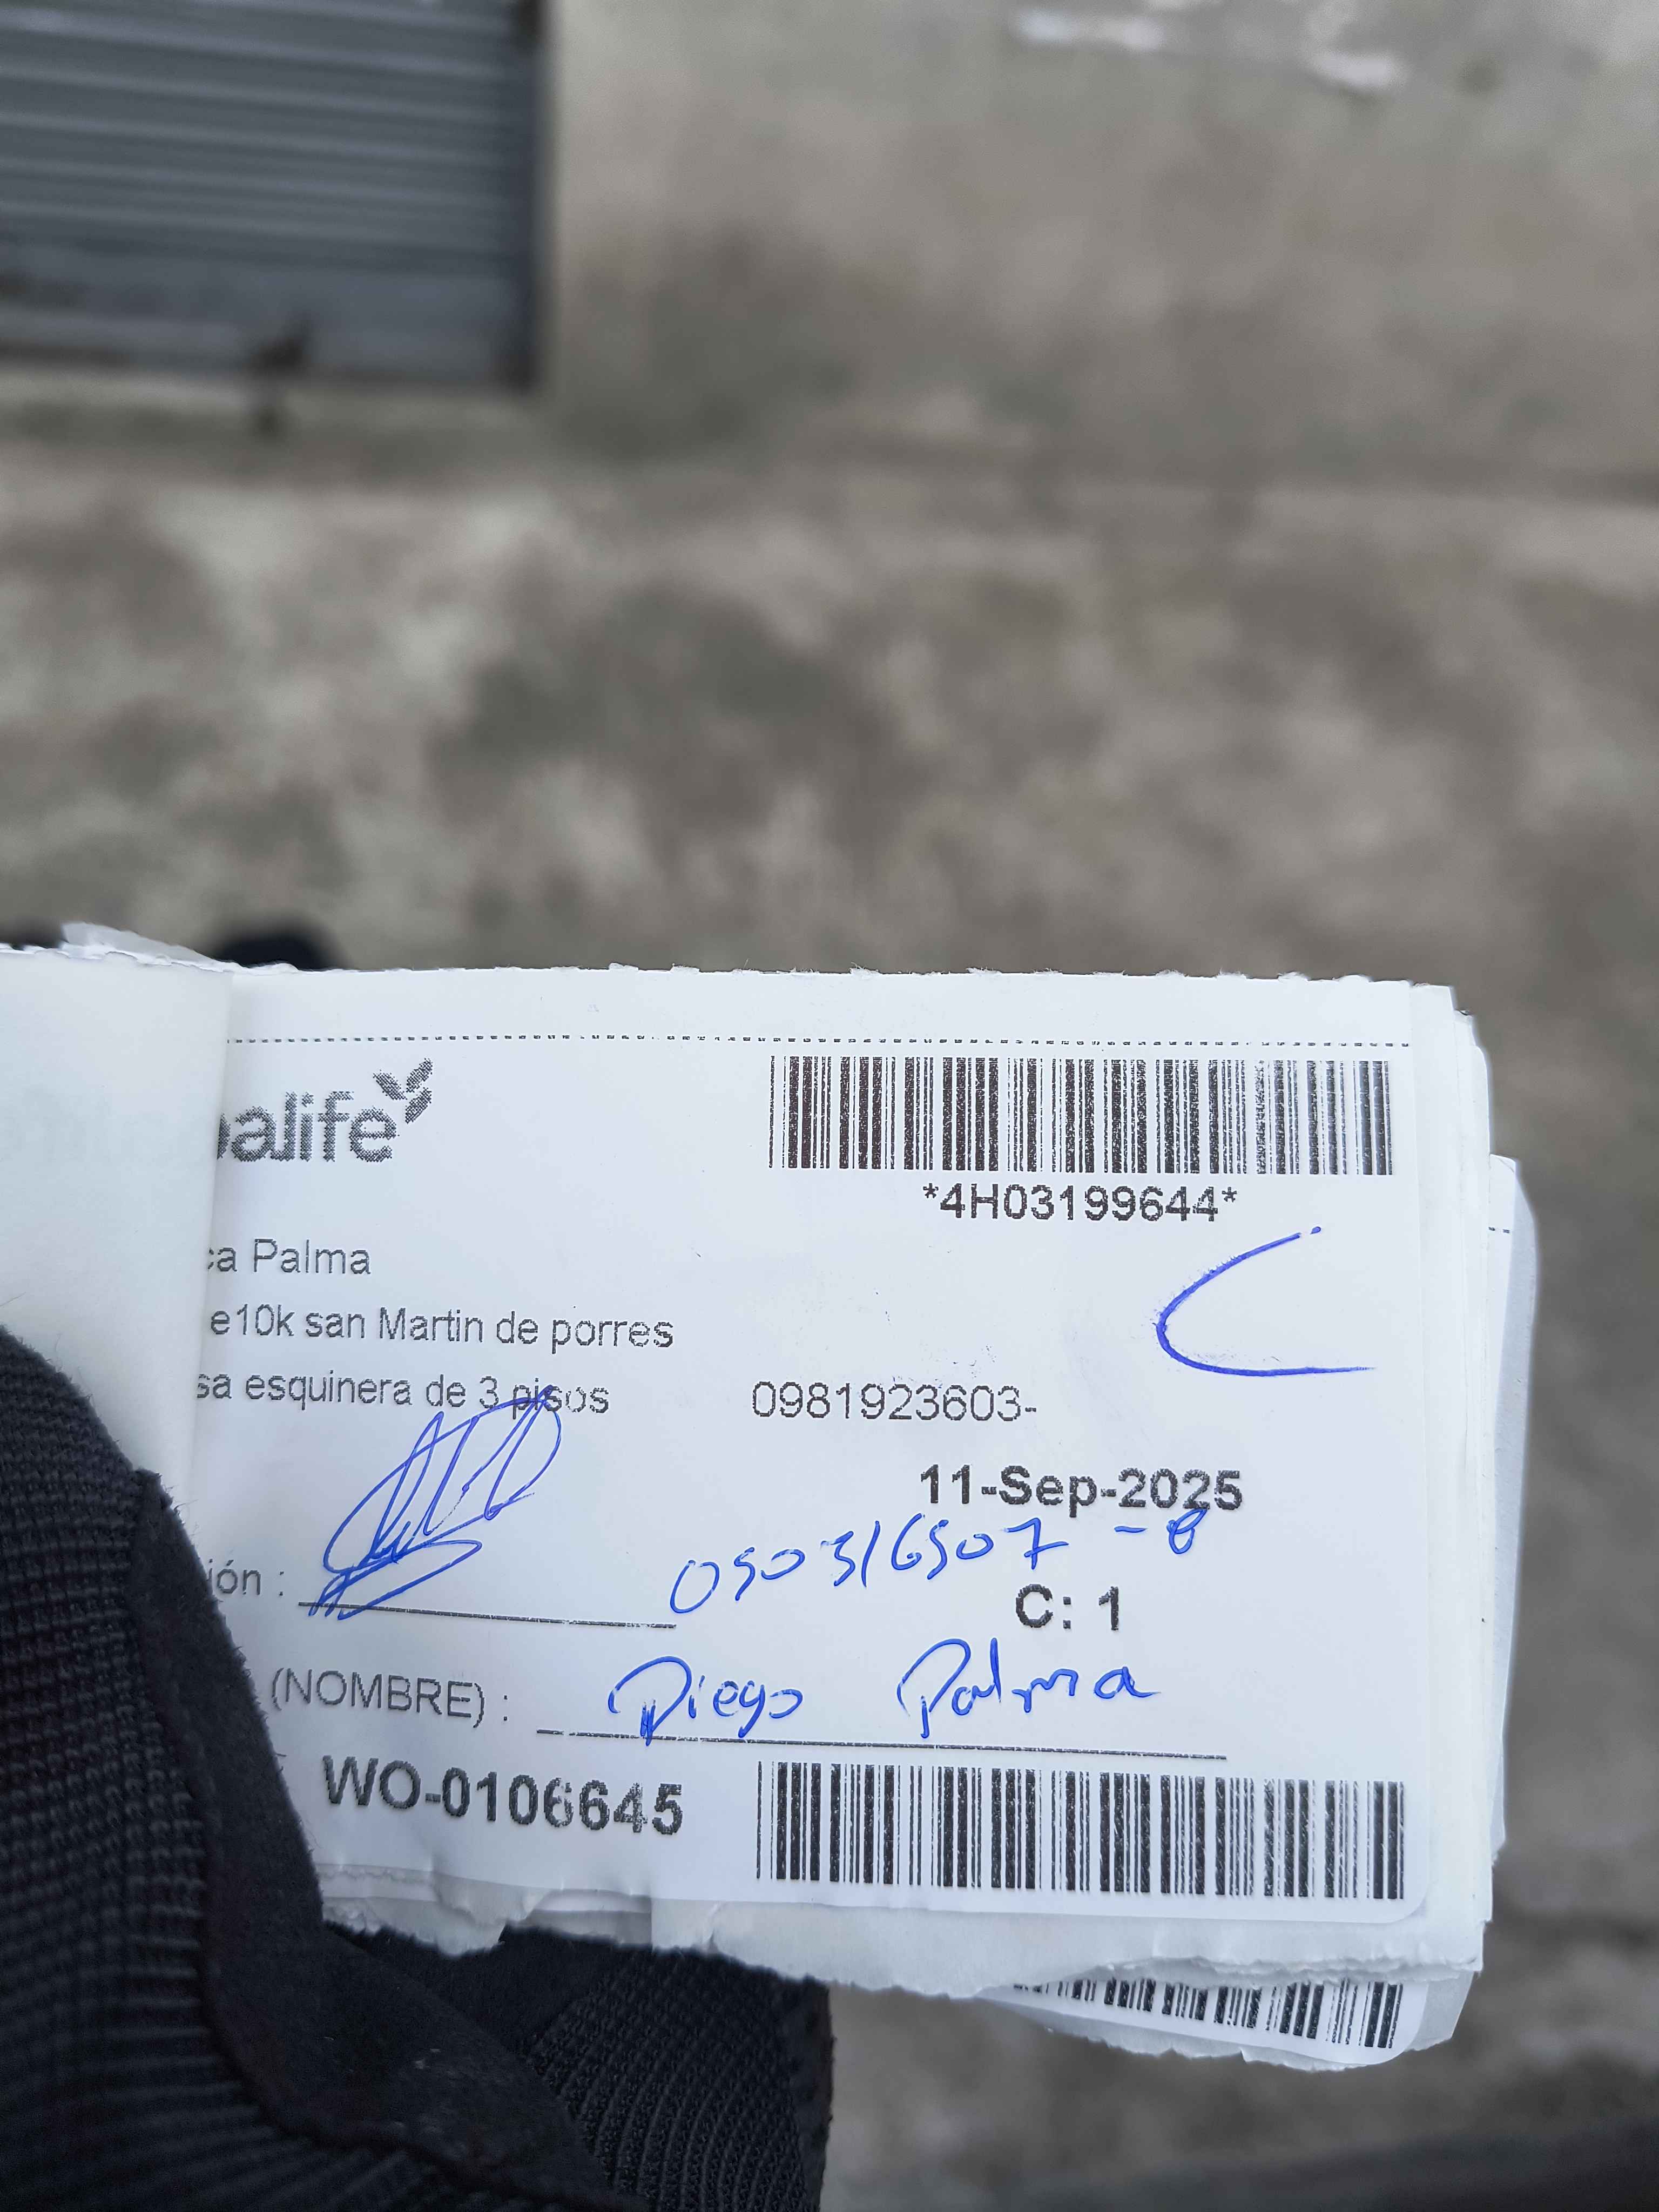 alife
*4H03199644*
ca Palma
e10k san Martin de porres
sa esquinera de 3 pisos 0981923603-
11-Sep-2025
050316507-8
ión :
C: 1
(NOMBRE) : Diego Palma
WO-0106645